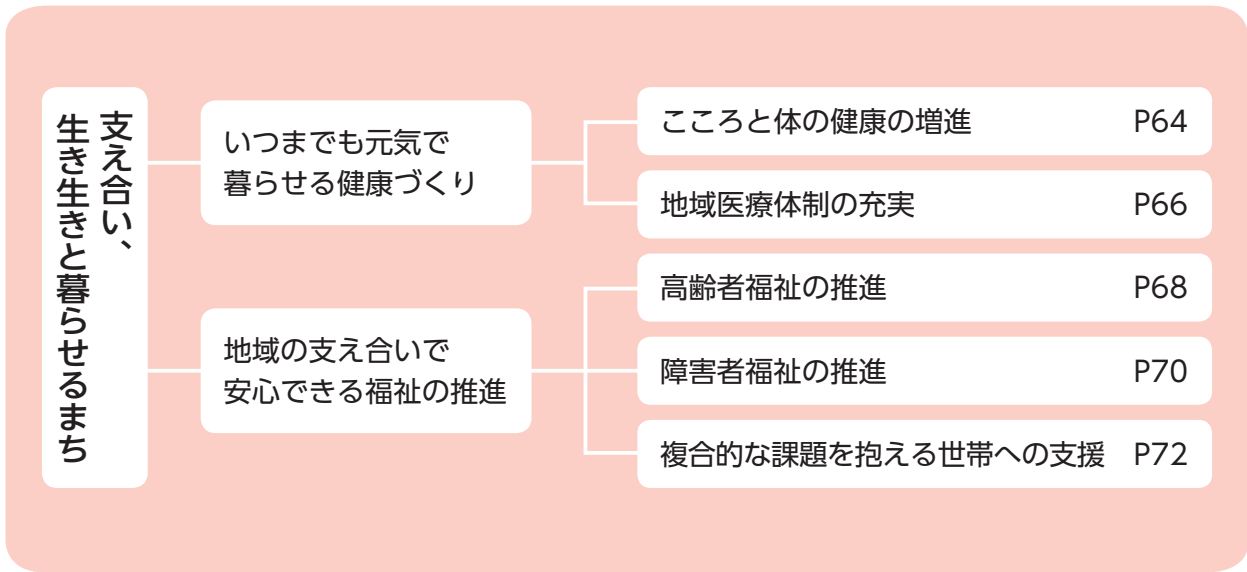 支え合い、
生き生きと暮らせるまち
いつまでも元気で
暮らせる健康づくり
こころと体の健康の増進 P64
地域医療体制の充実 P66
地域の支え合いで
安心できる福祉の推進
高齢者福祉の推進 P68
障害者福祉の推進 P70
複合的な課題を抱える世帯への支援 P72